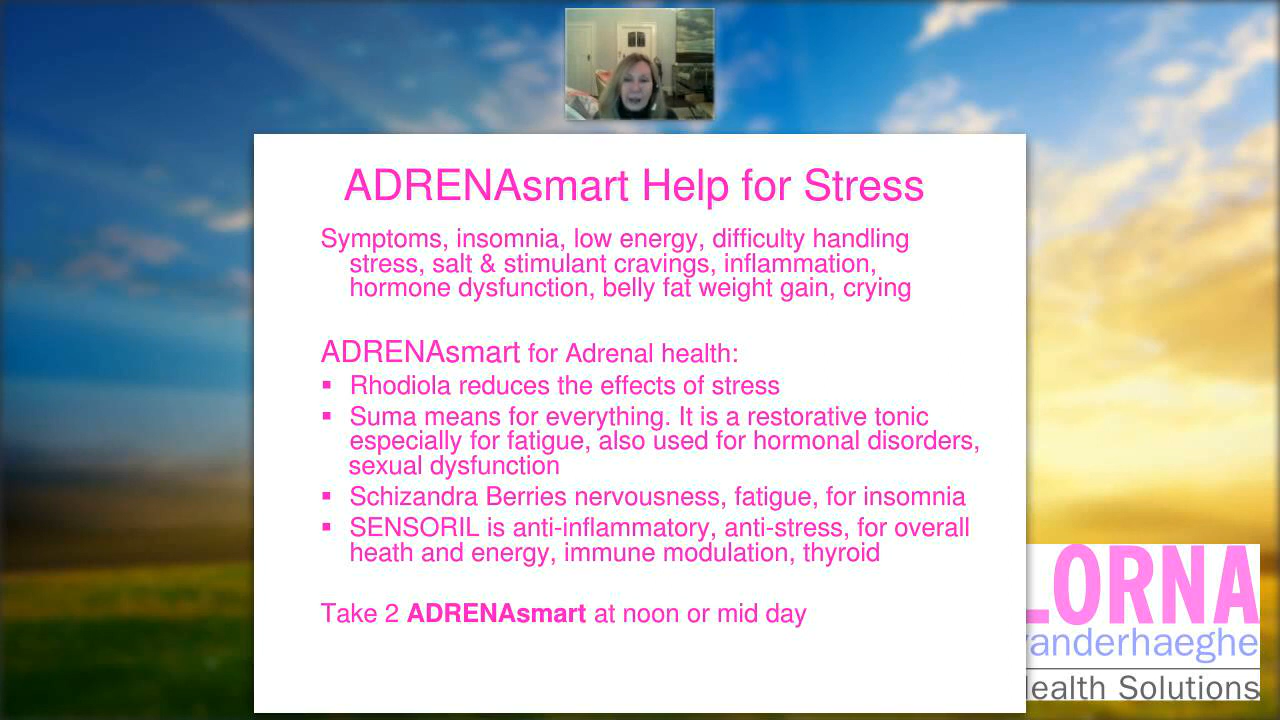 ADRENAsmart Help for Stress
Symptoms, insomnia, low energy, difficulty handling
stress, salt & stimulant cravings, inflammation,
hormone dysfunction, belly fat weight gain, crying
ADRENAsmart for Adrenal health:
▪ Rhodiola reduces the effects of stress
▪ Suma means for everything. It is a restorative tonic
especially for fatigue, also used for hormonal disorders,
sexual dysfunction
▪ Schizandra Berries nervousness, fatigue, for insomnia
▪ SENSORIL is anti-inflammatory, anti-stress, for overall
heath and energy, immune modulation, thyroid
Take 2 ADRENAsmart at noon or mid day
LORNA
vanderhaeghe
Health Solutions